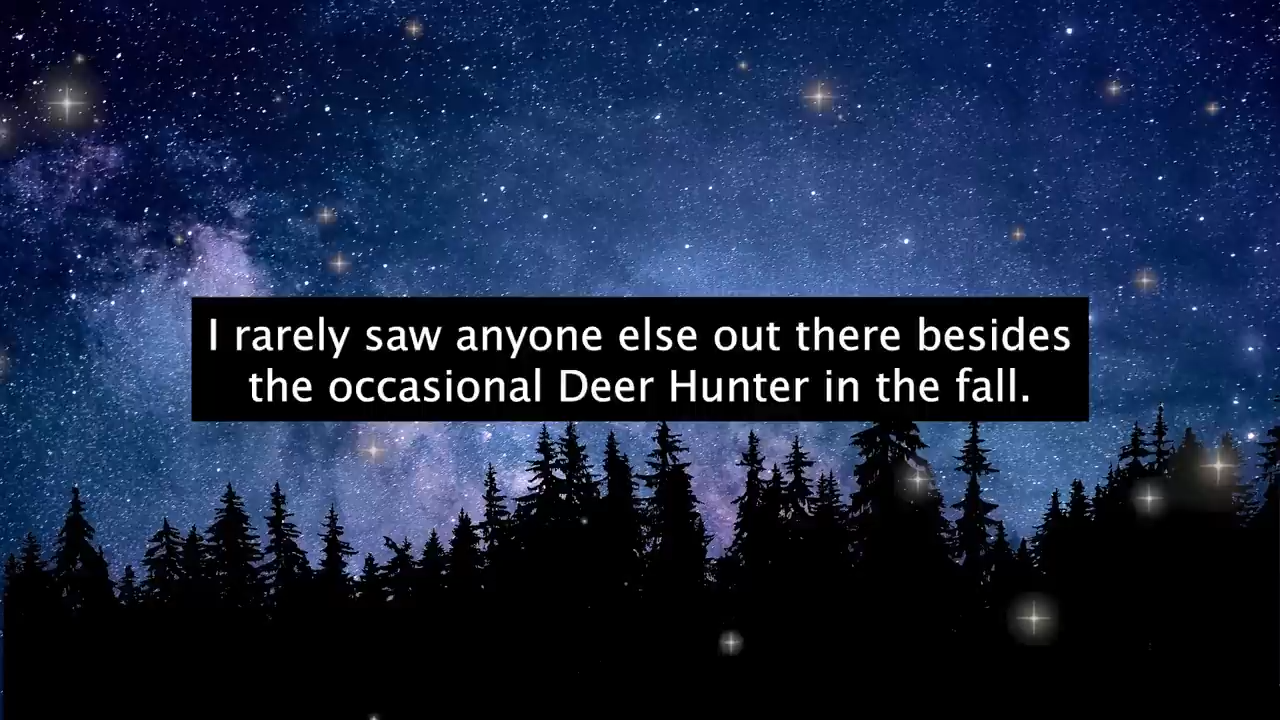 I rarely saw anyone else out there besides
the occasional Deer Hunter in the fall.